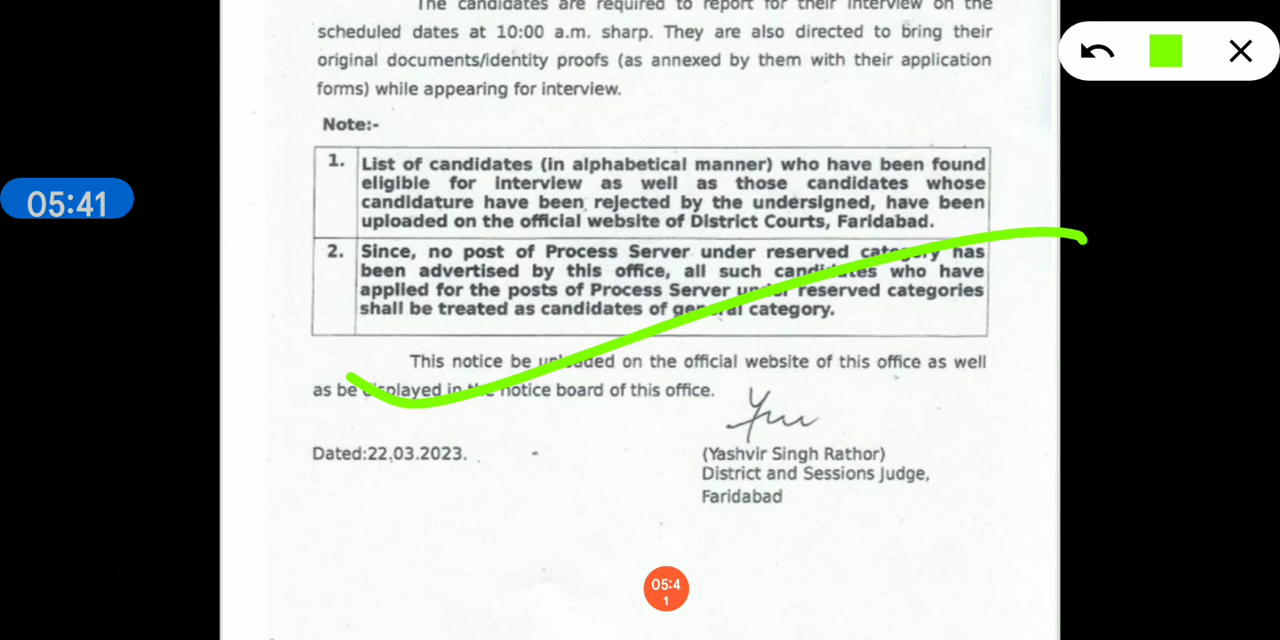 The candidates are required to report for their interview on the
scheduled dates at 10:00 a.m. sharp. They are also directed to bring their
original documents/identity proofs (as annexed by them with their application
forms) while appearing for interview.
Note:-
1. List of candidates (in alphabetical manner) who have been found
eligible for interview as well as those candidates whose
candidature have been rejected by the undersigned, have been
uploaded on the official website of District Courts, Faridabad.
2. Since, no post of Process Server under reserved category has
been advertised by this office, all such candidates who have
applied for the posts of Process Server under reserved categories
shall be treated as candidates of general category.
This notice be uploaded on the official website of this office as well
as be displayed in the notice board of this office.
Dated:22.03.2023.
(Yashvir Singh Rathor)
District and Sessions Judge,
Faridabad
05:41
05:4
1